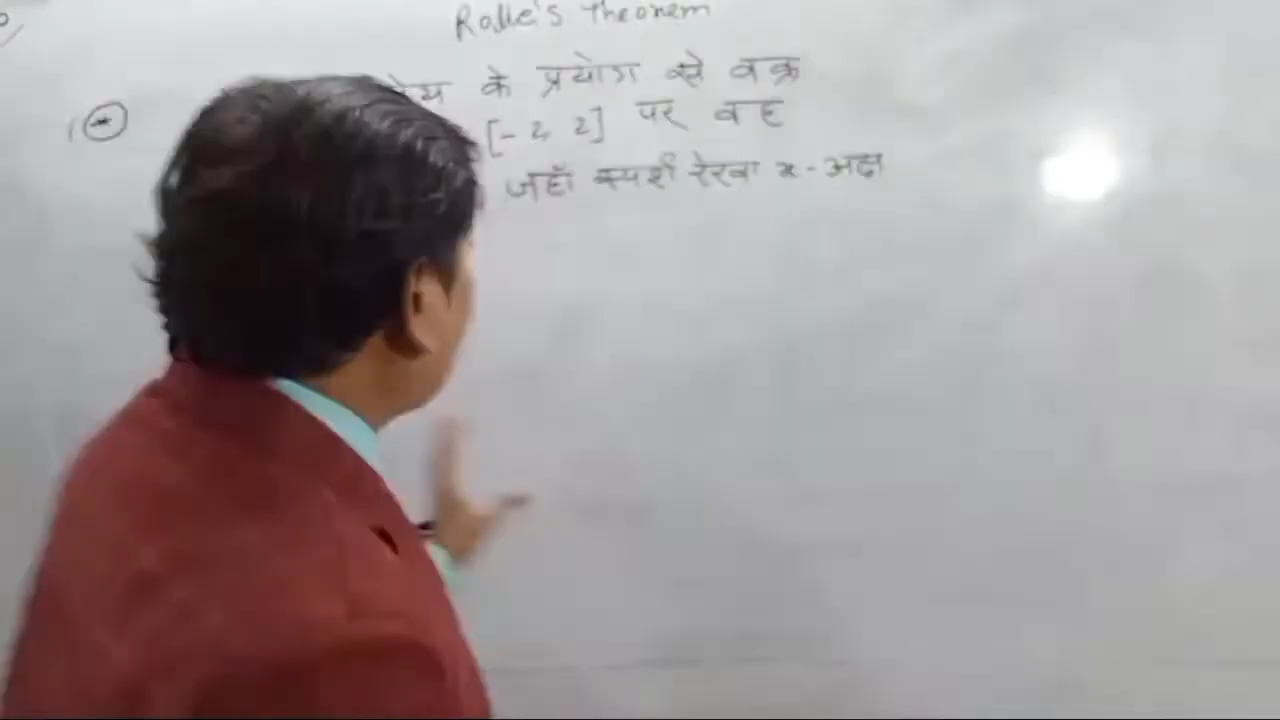 Rolle's Theorem
के प्रयोग से वक्र
[-2, 2] पर वह
जहाँ स्पर्श रेखा x-अक्ष